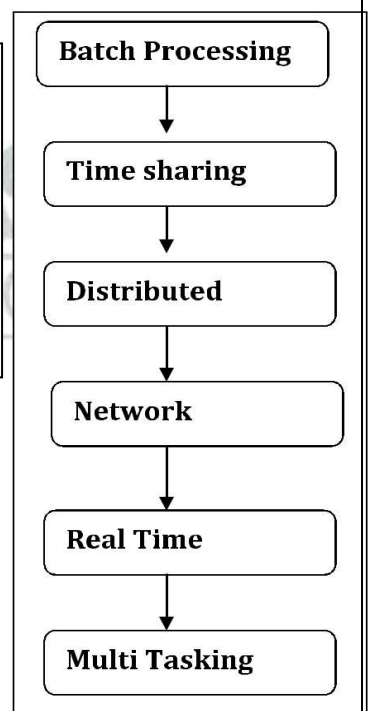 Batch Processing
Time sharing
Distributed
Network
Real Time
Multi Tasking